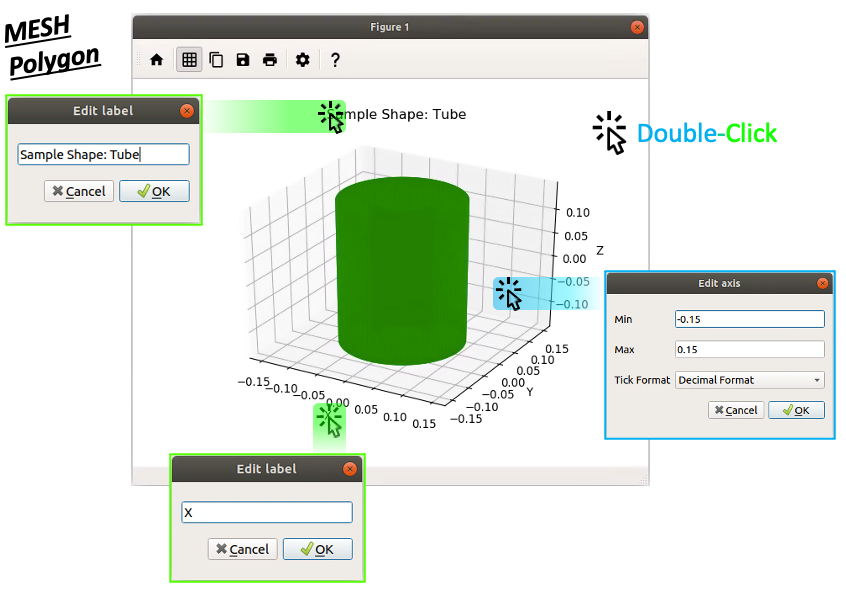 MESH
Polygon
Figure 1
?
Edit label
Sample Shape: Tube
Cancel
OK
Sample Shape: Tube
Double-Click
0.10
0.05
0.00
-0.05
-0.10
Z
Edit axis
Min
-0.15
Max
0.15
Tick Format
Decimal Format
Cancel
OK
0.15
0.10
0.05
0.00
-0.05
-0.10
-0.15
Y
-0.15
-0.10
-0.05
0.00
0.05
0.10
0.15
Edit label
X
Cancel
OK